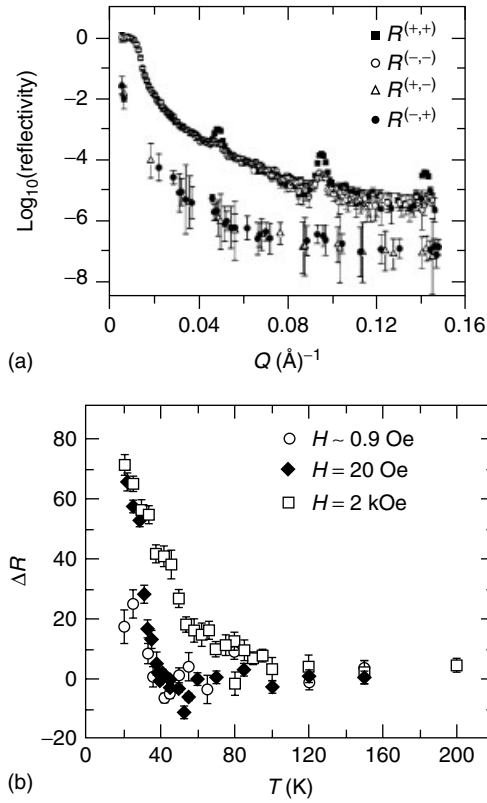 0
−2
−4
−6
−8
Log₁₀(reflectivity)
R⁽⁺,⁺⁾
R⁽⁻,⁻⁾
R⁽⁺,⁻⁾
R⁽⁻,⁺⁾
0.00 0.04 0.08 0.12 0.16
(a)
Q (Å)⁻¹
80
60
40
20
0
−20
ΔR
H ~ 0.9 Oe
H = 20 Oe
H = 2 kOe
0 40 80 120 160 200
(b)
T (K)